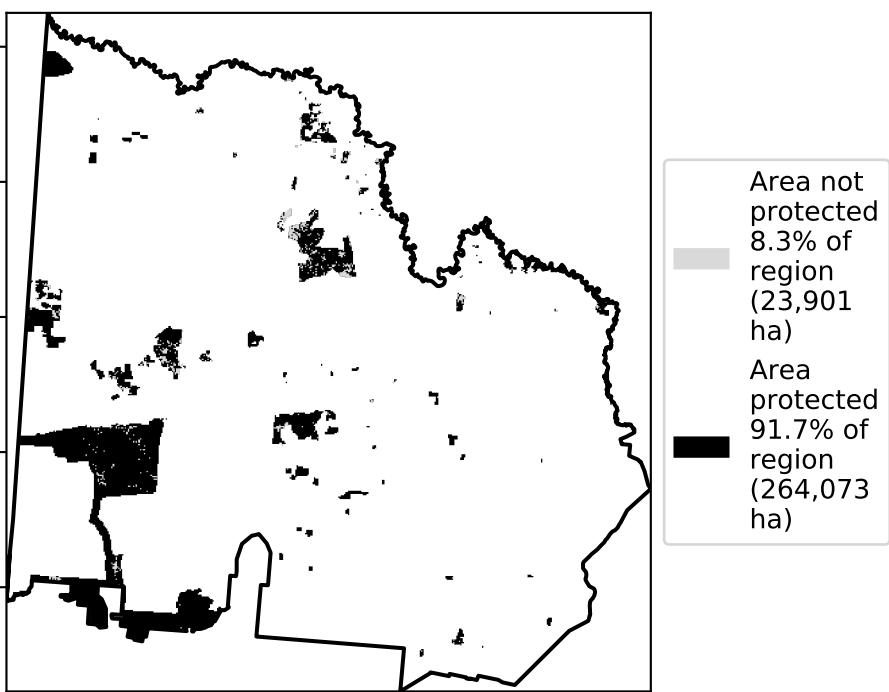 Area not
protected
8.3% of
region
(23,901
ha)
Area
protected
91.7% of
region
(264,073
ha)